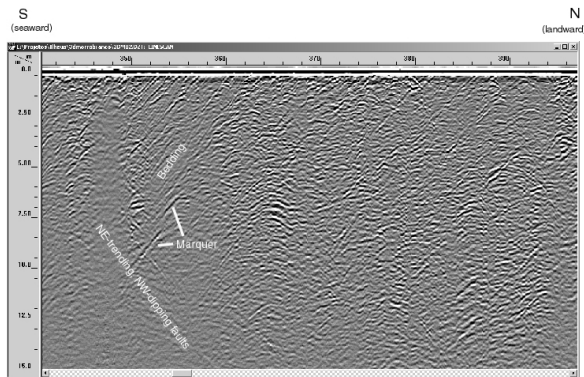 S
N
(seaward)
(landward)
350 360 370 380 390
m
0.0
2.50
5.00
7.50
10.0
12.5
15.0
Bedding
Marquer
NE-trending, NW-dipping faults